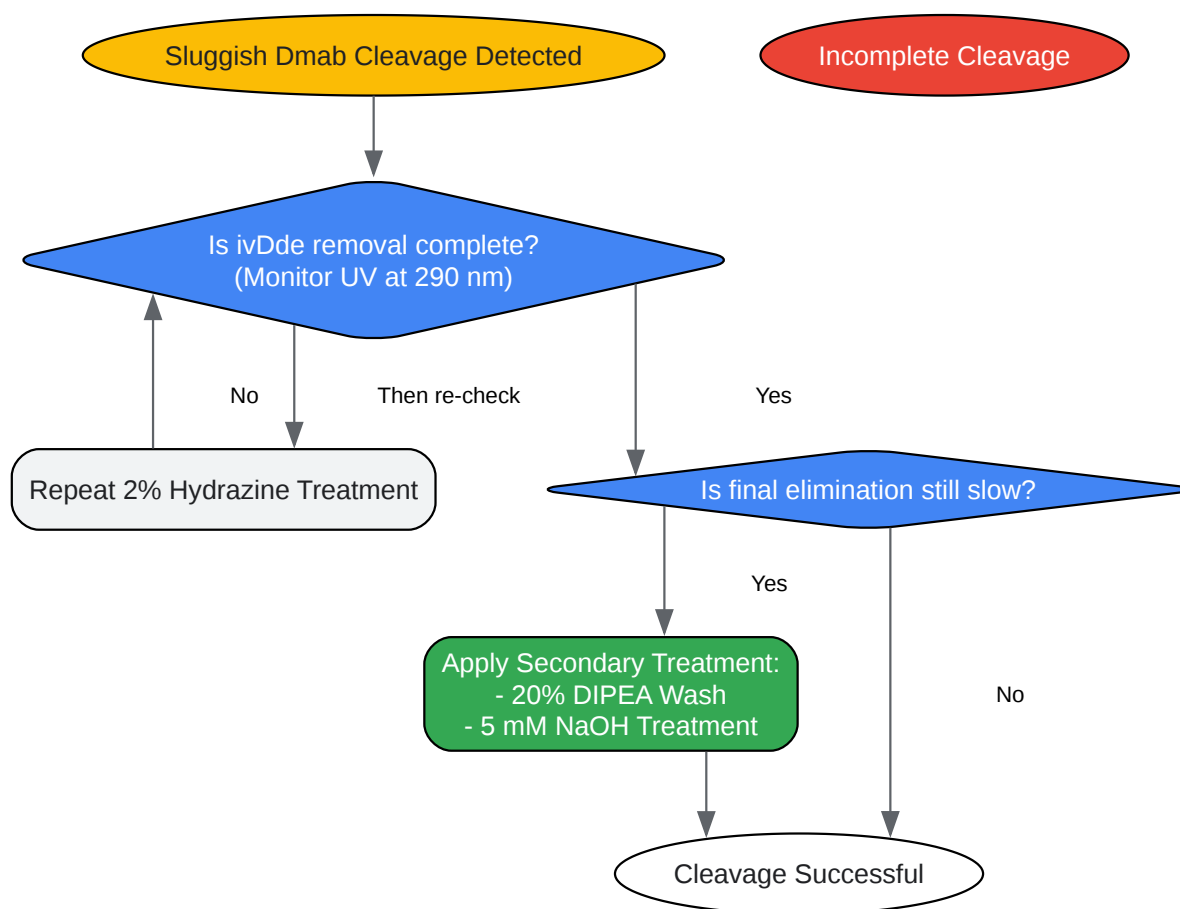 Sluggish Dmab Cleavage Detected
Incomplete Cleavage
Is ivDde removal complete?
(Monitor UV at 290 nm)
No
Then re-check
Yes
Repeat 2% Hydrazine Treatment
Is final elimination still slow?
Yes
Apply Secondary Treatment:
- 20% DIPEA Wash
- 5 mM NaOH Treatment
No
Cleavage Successful